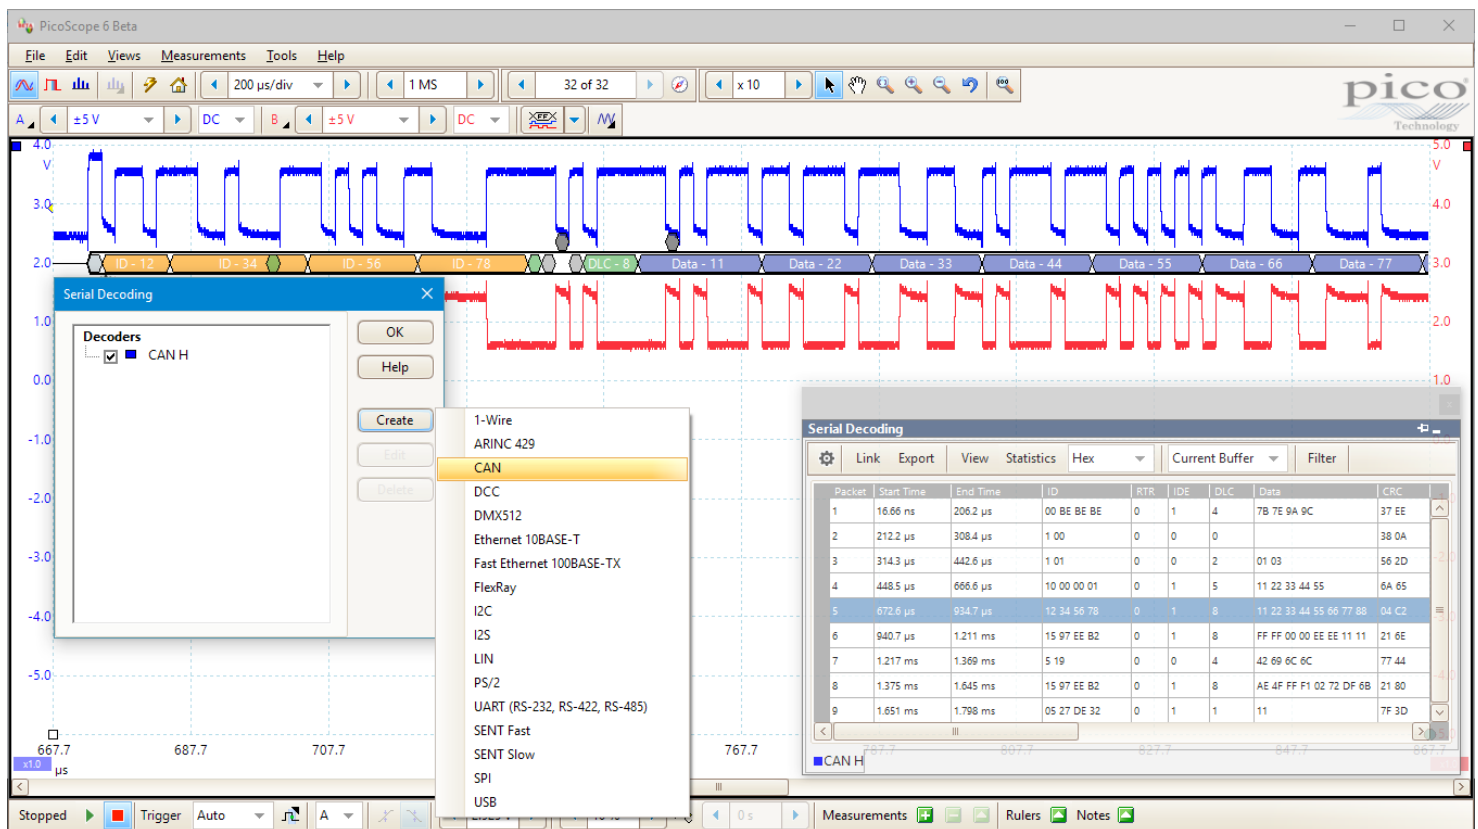 PicoScope 6 Beta
File Edit Views Measurements Tools Help
200 µs/div 1 MS 32 of 32 x 10
pico
Technology
A ±5 V DC B ±5 V DC
4.0 5.0
V V
3.0 4.0
2.0 ID - 12 ID - 34 ID - 56 ID - 78 DLC - 8 Data - 11 Data - 22 Data - 33 Data - 44 Data - 55 Data - 66 Data - 77 3.0
1.0 2.0
0.0 1.0
-1.0
-2.0
-3.0
-4.0
-5.0
Serial Decoding
Decoders
CAN H
OK
Help
Create
Edit
Delete
1-Wire
ARINC 429
CAN
DCC
DMX512
Ethernet 10BASE-T
Fast Ethernet 100BASE-TX
FlexRay
I2C
I2S
LIN
PS/2
UART (RS-232, RS-422, RS-485)
SENT Fast
SENT Slow
SPI
USB
Serial Decoding
Link Export View Statistics Hex Current Buffer Filter
Packet Start Time End Time ID RTR IDE DLC Data CRC
1 16.66 ns 206.2 µs 00 BE BE BE 0 1 4 7B 7E 9A 9C 37 EE
2 212.2 µs 308.4 µs 1 00 0 0 0 38 0A
3 314.3 µs 442.6 µs 1 01 0 0 2 01 03 56 2D
4 448.5 µs 666.6 µs 10 00 00 01 0 1 5 11 22 33 44 55 6A 65
5 672.6 µs 934.7 µs 12 34 56 78 0 1 8 11 22 33 44 55 66 77 88 04 C2
6 940.7 µs 1.211 ms 15 97 EE B2 0 1 8 FF FF 00 00 EE EE 11 11 21 6E
7 1.217 ms 1.369 ms 5 19 0 0 4 42 69 6C 6C 77 44
8 1.375 ms 1.645 ms 15 97 EE B2 0 1 8 AE 4F FF F1 02 72 DF 6B 21 80
9 1.651 ms 1.798 ms 05 27 DE 32 0 1 1 11 7F 3D
CAN H
667.7 687.7 707.7 767.7 787.7 807.7 827.7 847.7 867.7
x1.0 µs
Stopped Trigger Auto A 0 s Measurements Rulers Notes